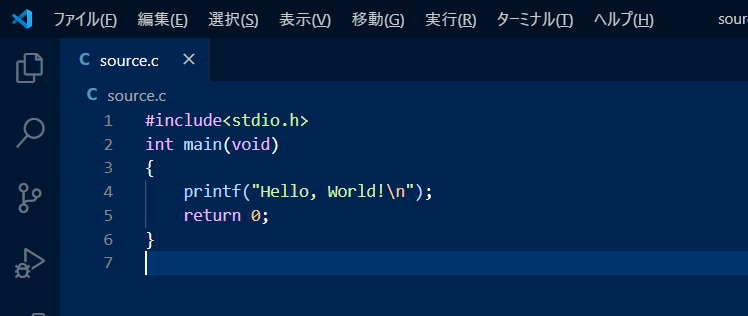 ファイル(F) 編集(E) 選択(S) 表示(V) 移動(G) 実行(R) ターミナル(T) ヘルプ(H) sour
C source.c ×
C source.c
1 #include<stdio.h>
2 int main(void)
3 {
4     printf("Hello, World!\n");
5     return 0;
6 }
7